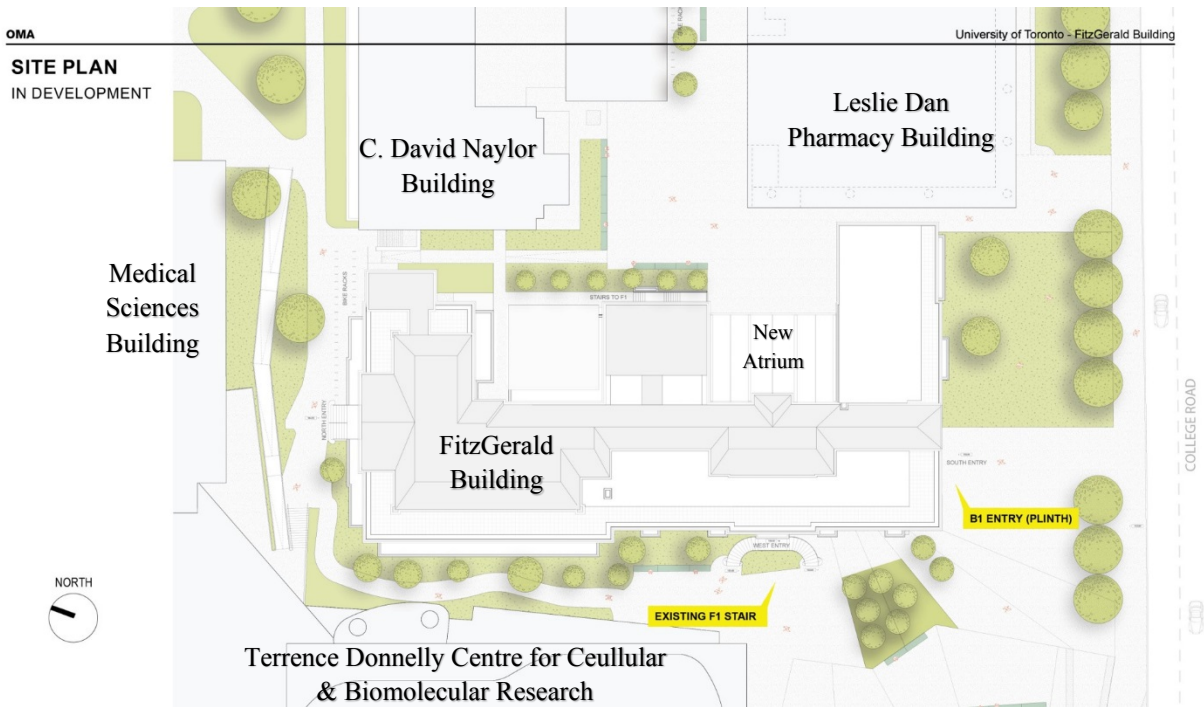 OMA
University of Toronto - FitzGerald Building
SITE PLAN
IN DEVELOPMENT
BIKE RACKS
Leslie Dan
Pharmacy Building
C. David Naylor
Building
Medical
Sciences
Building
BIKE RACKS
STAIRS TO F1
New
Atrium
NORTH ENTRY
FitzGerald
Building
SOUTH ENTRY
COLLEGE ROAD
B1 ENTRY (PLINTH)
WEST ENTRY
NORTH
EXISTING F1 STAIR
Terrence Donnelly Centre for Ceullular
& Biomolecular Research